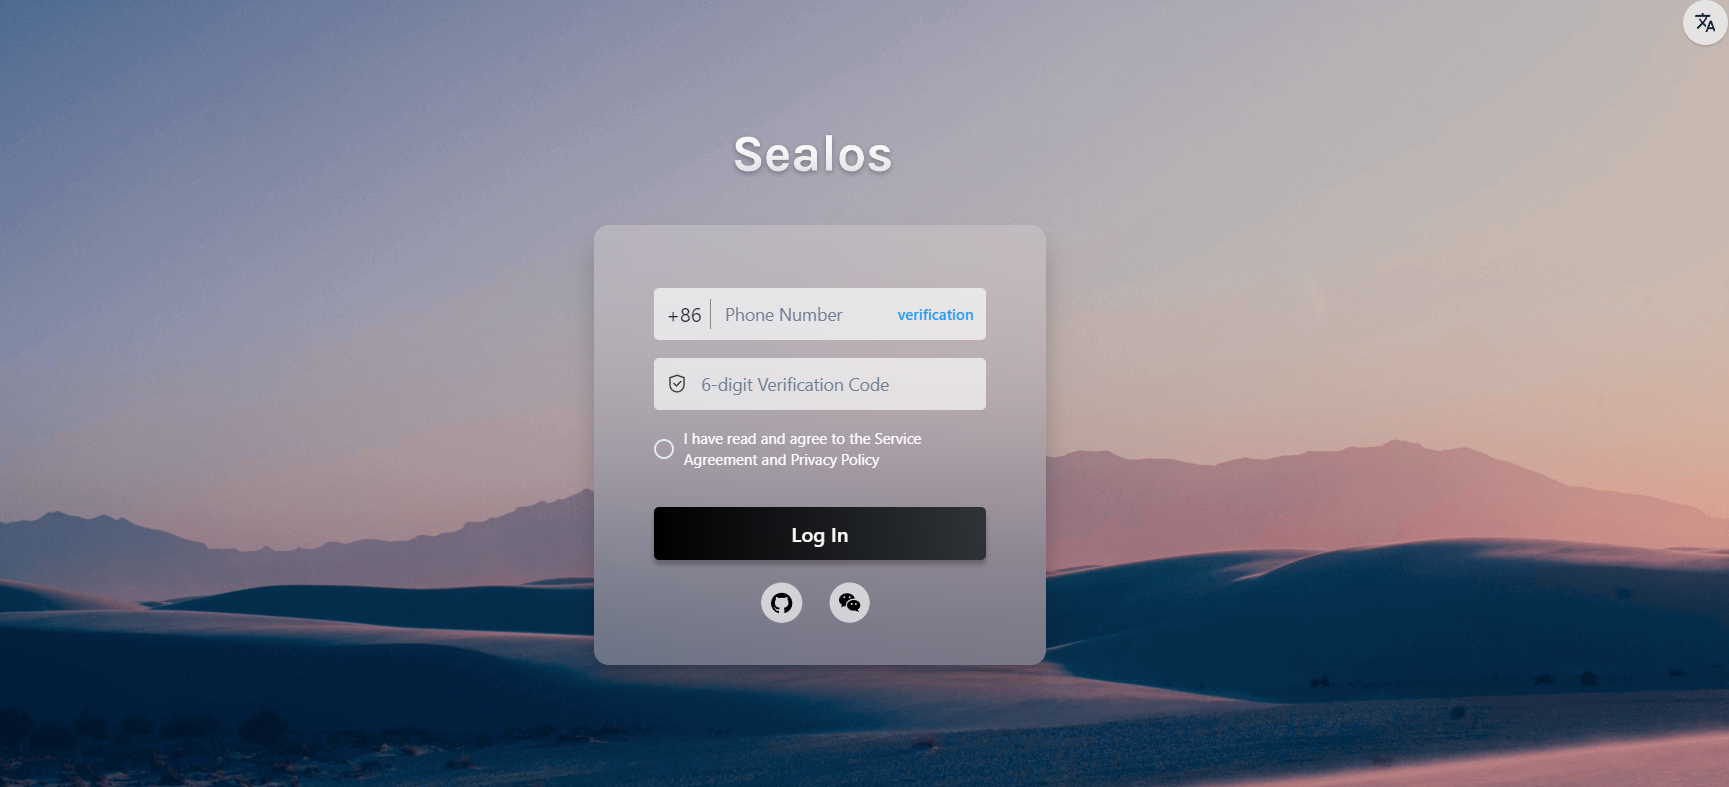 Sealos
+86 Phone Number verification
6-digit Verification Code
I have read and agree to the Service
Agreement and Privacy Policy
Log In